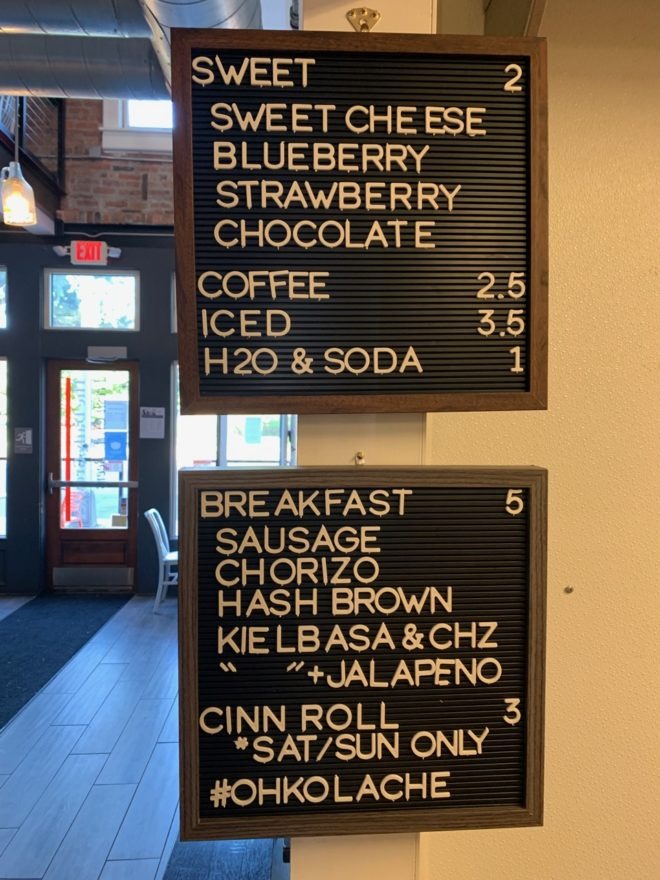 SWEET 2
SWEET CHEESE
BLUEBERRY
STRAWBERRY
CHOCOLATE
COFFEE 2.5
ICED 3.5
H2O & SODA 1
EXIT
BREAKFAST 5
SAUSAGE
CHORIZO
HASH BROWN
KIELBASA & CHZ
" " + JALAPENO
CINN ROLL 3
*SAT/SUN ONLY
#OHKOLACHE